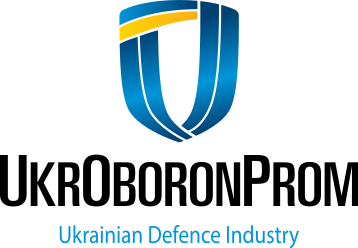 UKROBORONPROM
Ukrainian Defence Industry